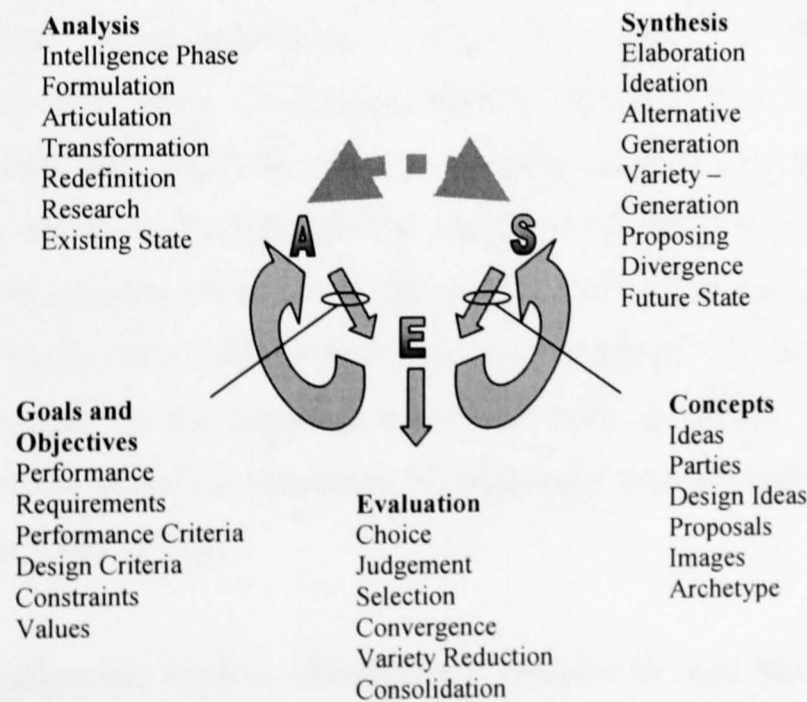 Analysis
Intelligence Phase
Formulation
Articulation
Transformation
Redefinition
Research
Existing State
Synthesis
Elaboration
Ideation
Alternative
Generation
Variety –
Generation
Proposing
Divergence
Future State
A
S
E
Goals and
Objectives
Performance
Requirements
Performance Criteria
Design Criteria
Constraints
Values
Evaluation
Choice
Judgement
Selection
Convergence
Variety Reduction
Consolidation
Concepts
Ideas
Parties
Design Ideas
Proposals
Images
Archetype